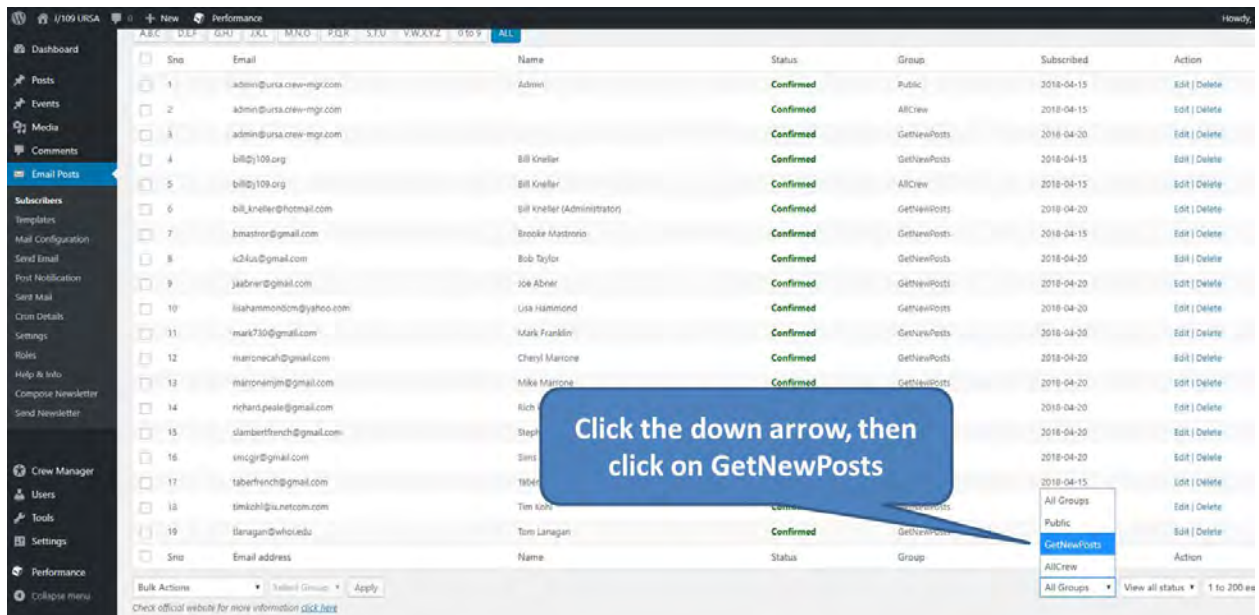 i/109 URSA 0 + New Performance Howdy,
A,B,C D,E,F G,H,I J,K,L M,N,O P,Q,R S,T,U V,W,X,Y,Z 0 to 9 ALL
Dashboard
Posts
Events
Media
Comments
Email Posts
Subscribers
Templates
Mail Configuration
Send Email
Post Notification
Sent Mail
Cron Details
Settings
Roles
Help & Info
Compose Newsletter
Send Newsletter
Crew Manager
Users
Tools
Settings
Performance
Collapse menu
Sno Email Name Status Group Subscribed Action
1 admin@ursa.crew-mgr.com Admin Confirmed Public 2018-04-15 Edit | Delete
2 admin@ursa.crew-mgr.com Confirmed AllCrew 2018-04-15 Edit | Delete
3 admin@ursa.crew-mgr.com Confirmed GetNewPosts 2018-04-20 Edit | Delete
4 bill@j109.org Bill Kneller Confirmed GetNewPosts 2018-04-15 Edit | Delete
5 bill@j109.org Bill Kneller Confirmed AllCrew 2018-04-15 Edit | Delete
6 bill_kneller@hotmail.com Bill Kneller (Administrator) Confirmed GetNewPosts 2018-04-20 Edit | Delete
7 bmastror@gmail.com Brooke Mastrorio Confirmed GetNewPosts 2018-04-15 Edit | Delete
8 ic24us@gmail.com Bob Taylor Confirmed GetNewPosts 2018-04-20 Edit | Delete
9 jaabner@gmail.com Joe Abner Confirmed GetNewPosts 2018-04-20 Edit | Delete
10 lisahammondcm@yahoo.com Lisa Hammond Confirmed GetNewPosts 2018-04-20 Edit | Delete
11 mark730@gmail.com Mark Franklin Confirmed GetNewPosts 2018-04-20 Edit | Delete
12 marronecah@gmail.com Cheryl Marrone Confirmed GetNewPosts 2018-04-20 Edit | Delete
13 marronemjm@gmail.com Mike Marrone Confirmed GetNewPosts 2018-04-20 Edit | Delete
14 richard.peale@gmail.com Rich 2018-04-20 Edit | Delete
15 slambertfrench@gmail.com Steph 2018-04-20 Edit | Delete
16 smcgjr@gmail.com Sims 2018-04-20 Edit | Delete
17 taberfrench@gmail.com Taber 2018-04-15 Edit | Delete
18 Tim Kohl Confirmed GetNewPosts Edit | Delete
19 tlanagan@whoi.edu Tom Lanagan Confirmed GetNewPosts Edit | Delete
Sno Email address Name Status Group Action
Click the down arrow, then
click on GetNewPosts
All Groups
Public
GetNewPosts
AllCrew
Bulk Actions Select Group Apply All Groups View all status 1 to 200 ea
Check official website for more information click here